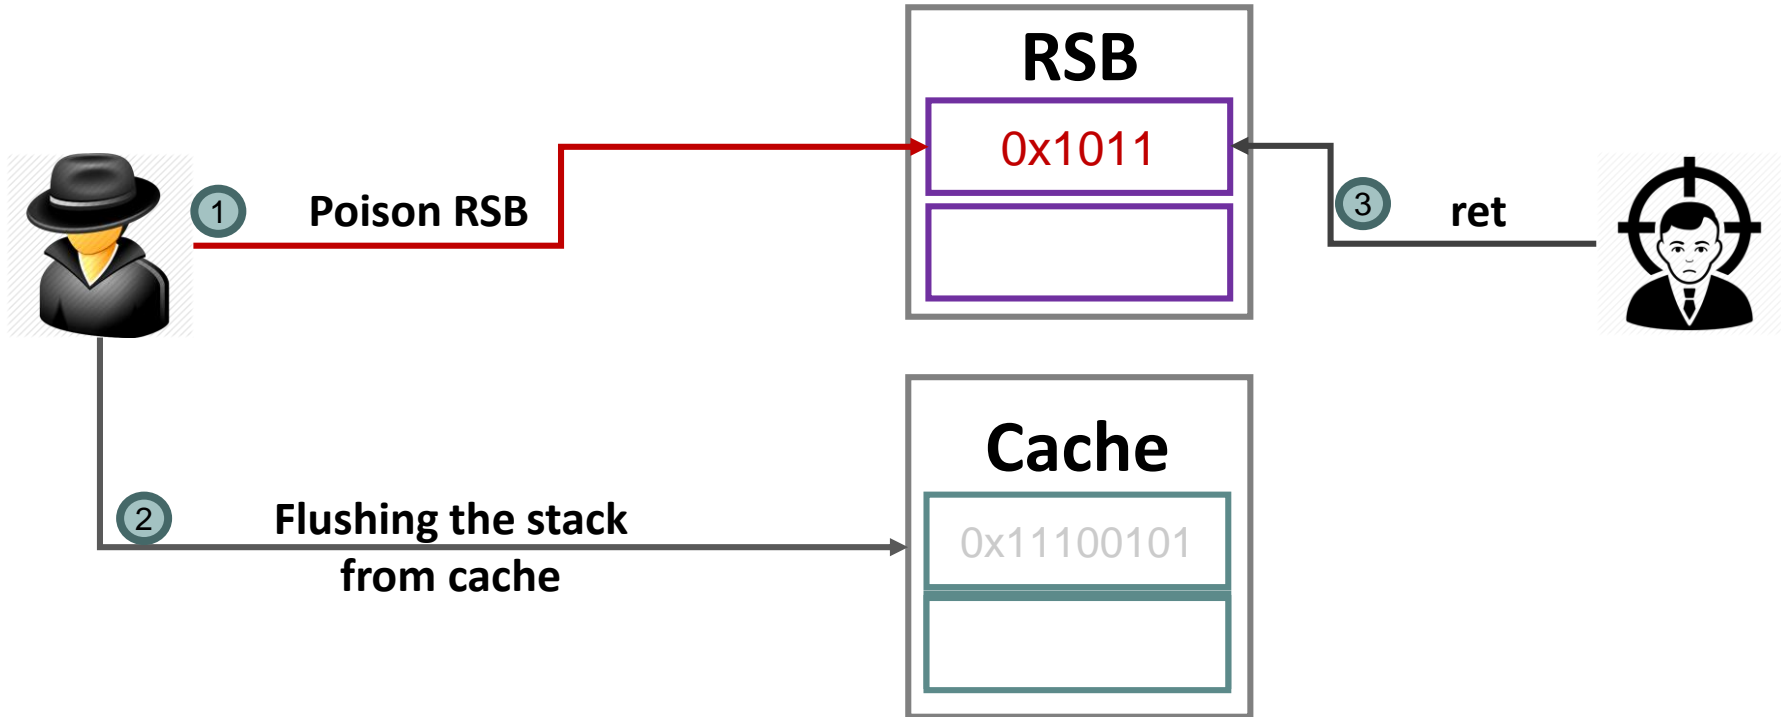 RSB
0x1011
1
Poison RSB
3
ret
Cache
2
Flushing the stack
from cache
0x11100101